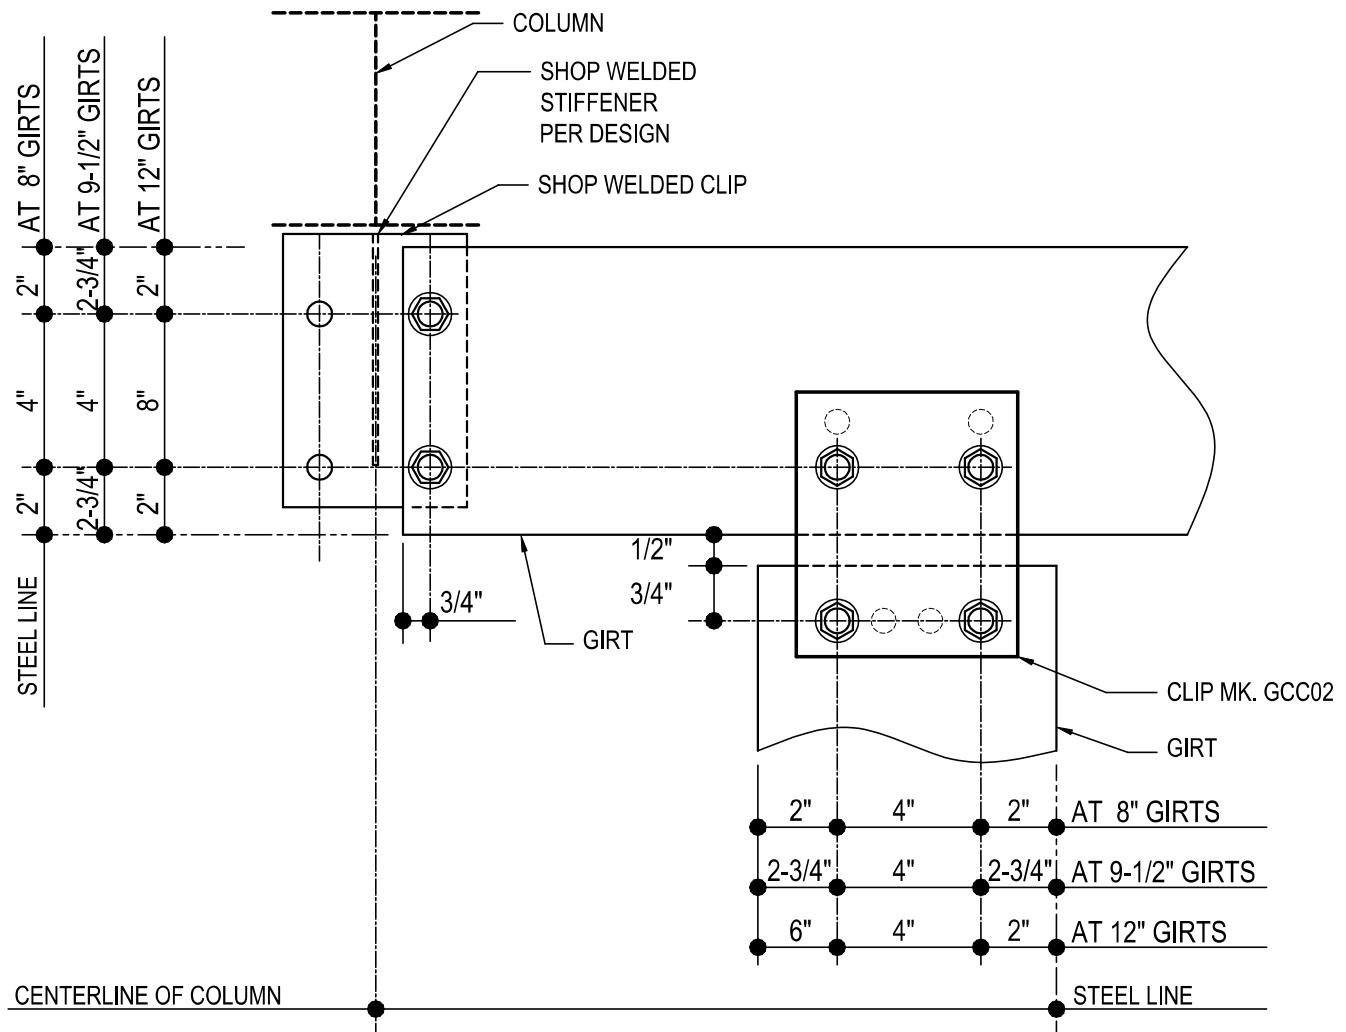 COLUMN
SHOP WELDED
STIFFENER
PER DESIGN
SHOP WELDED CLIP
AT 8" GIRTS
AT 9-1/2" GIRTS
AT 12" GIRTS
2"
2-3/4"
2"
4"
4"
8"
2"
2-3/4"
2"
STEEL LINE
3/4"
GIRT
1/2"
3/4"
CLIP MK. GCC02
GIRT
2" 4" 2" AT 8" GIRTS
2-3/4" 4" 2-3/4" AT 9-1/2" GIRTS
6" 4" 2" AT 12" GIRTS
CENTERLINE OF COLUMN
STEEL LINE